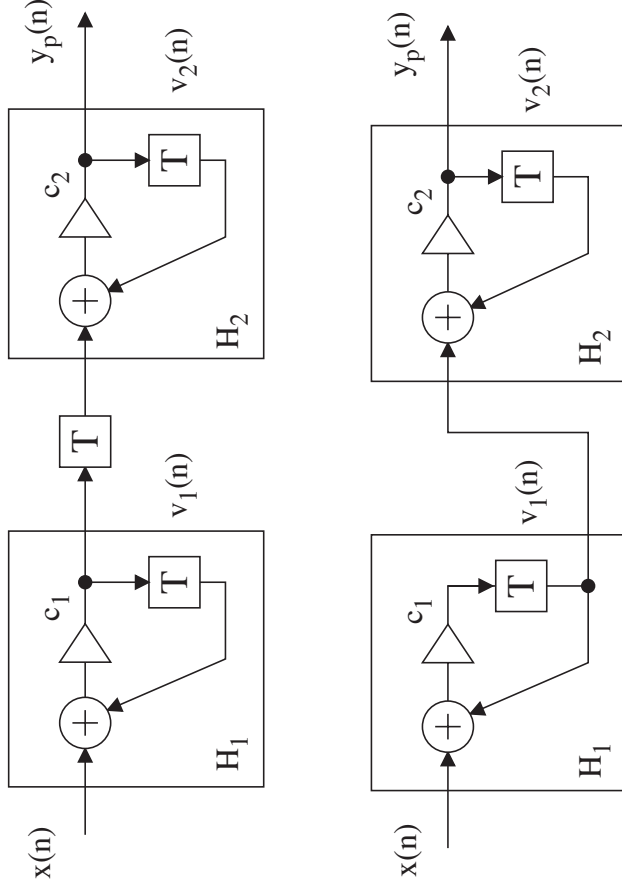 x(n)
+
c₁
T
H₁
v₁(n)
T
+
c₂
T
H₂
v₂(n)
yₚ(n)
x(n)
+
c₁
T
H₁
v₁(n)
+
c₂
T
H₂
v₂(n)
yₚ(n)